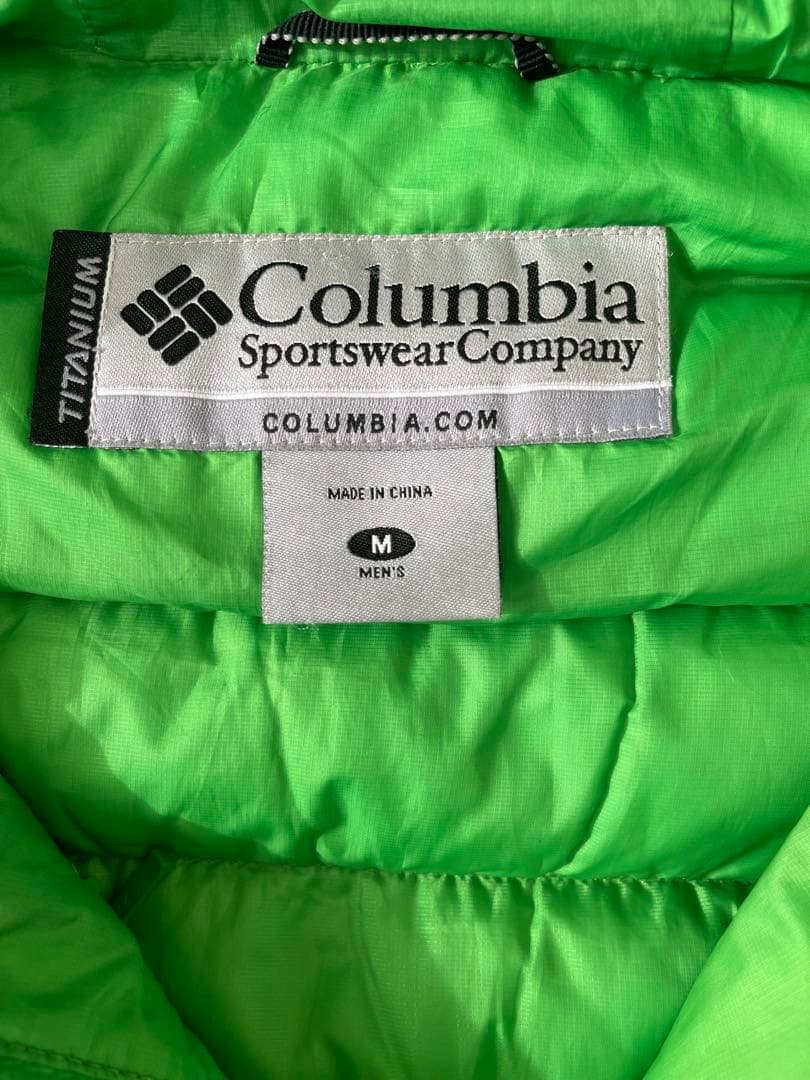 TITANIUM
Columbia
Sportswear Company
COLUMBIA.COM
MADE IN CHINA
M
MEN'S